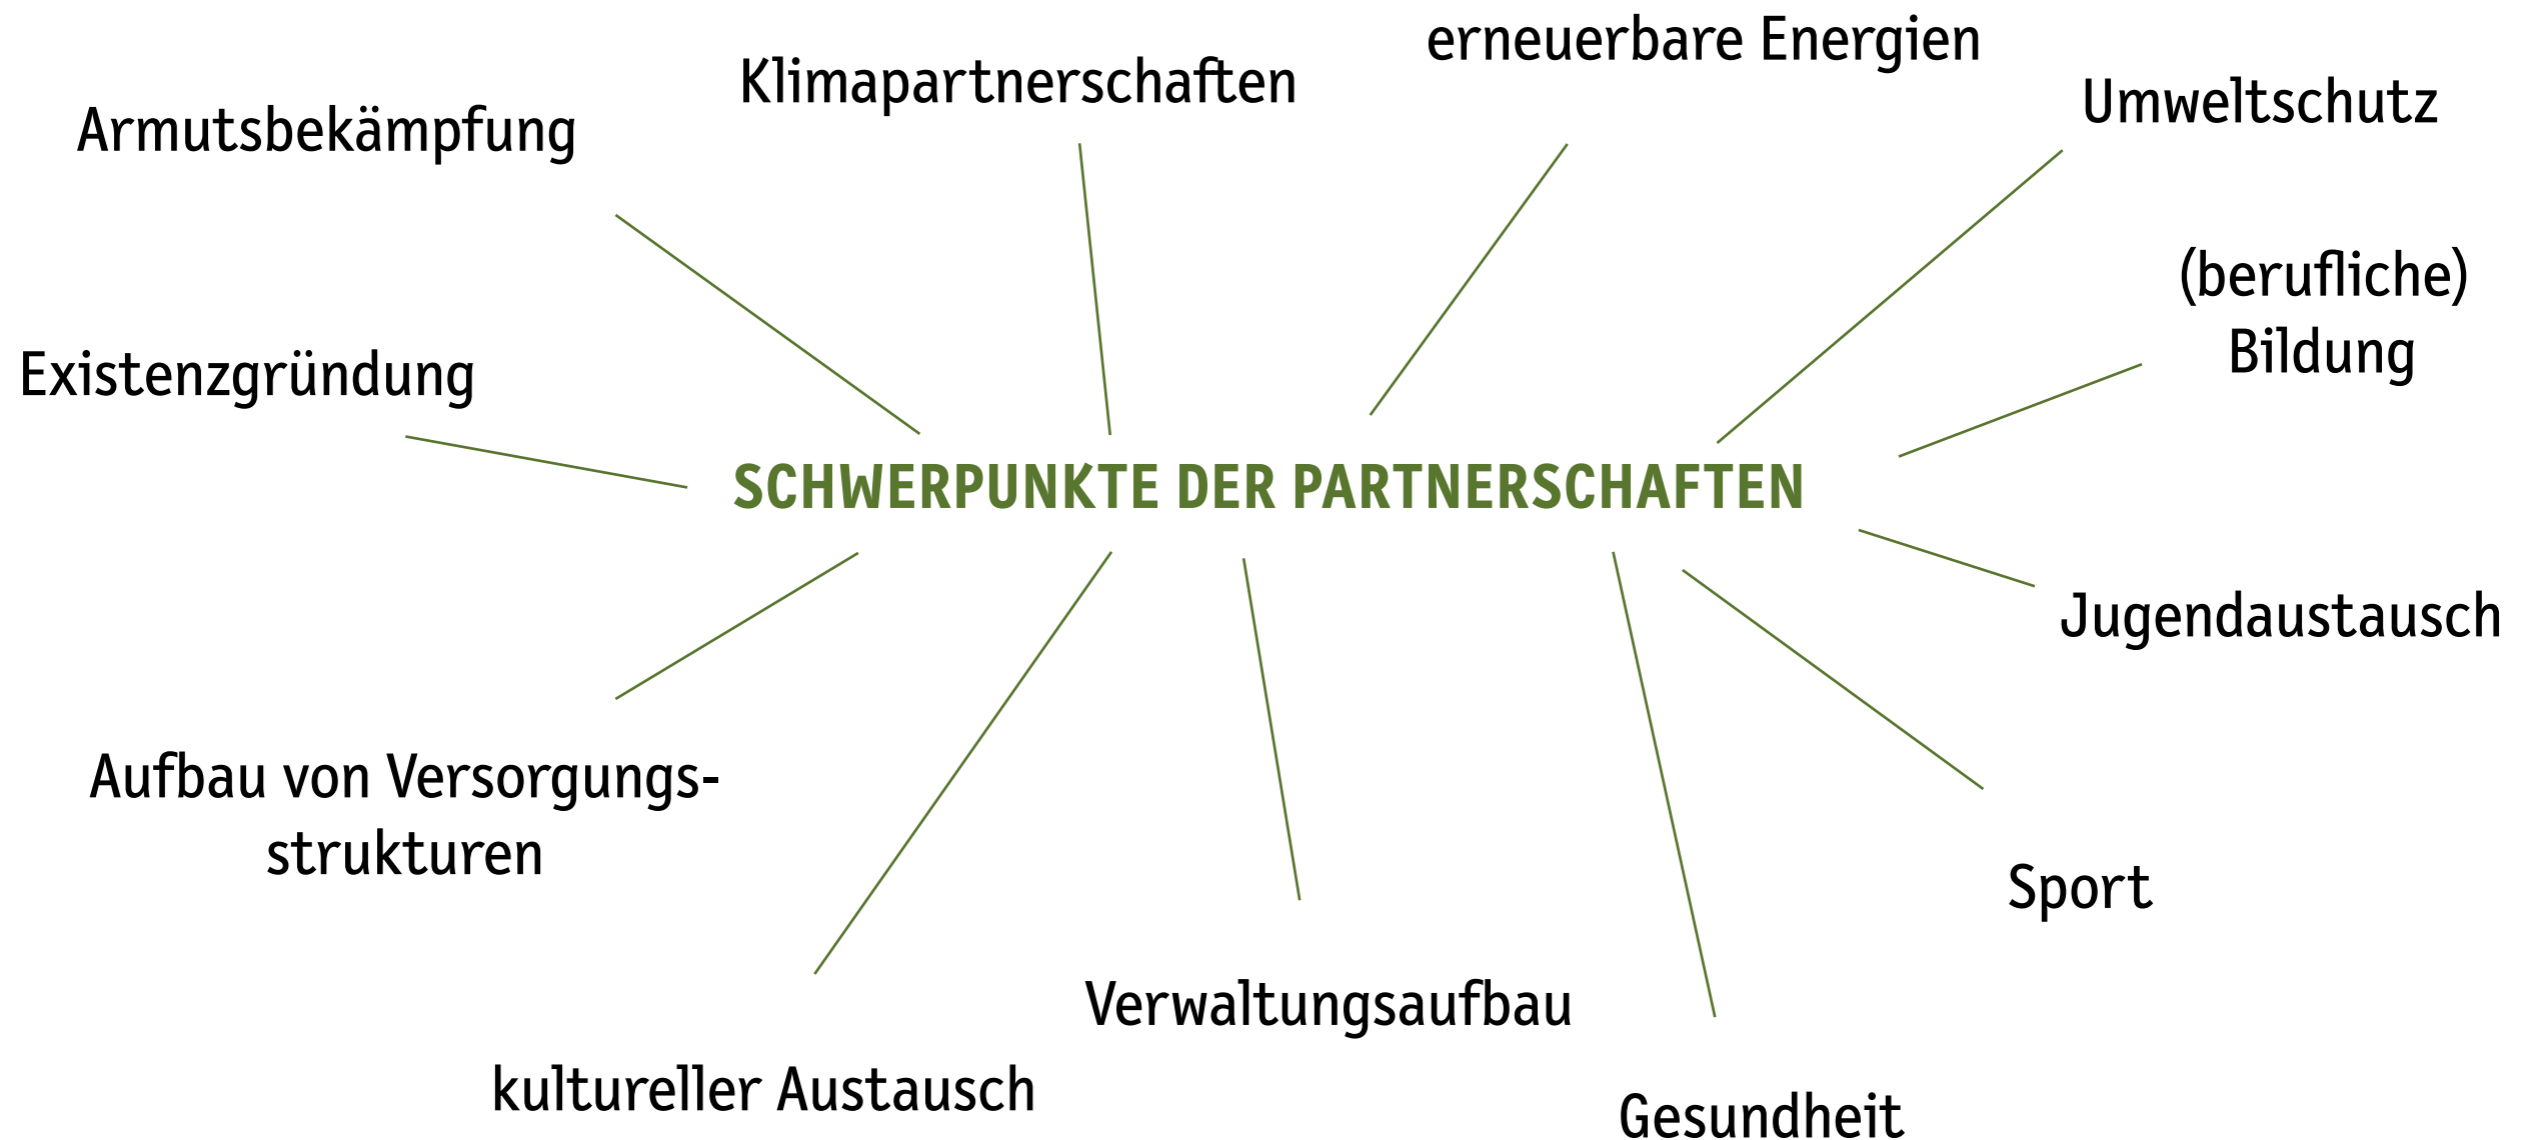 erneuerbare Energien
Klimapartnerschaften
Umweltschutz
Armutsbekämpfung
(berufliche)
Bildung
Existenzgründung
SCHWERPUNKTE DER PARTNERSCHAFTEN
Jugendaustausch
Aufbau von Versorgungs-
strukturen
Sport
Verwaltungsaufbau
kultureller Austausch
Gesundheit